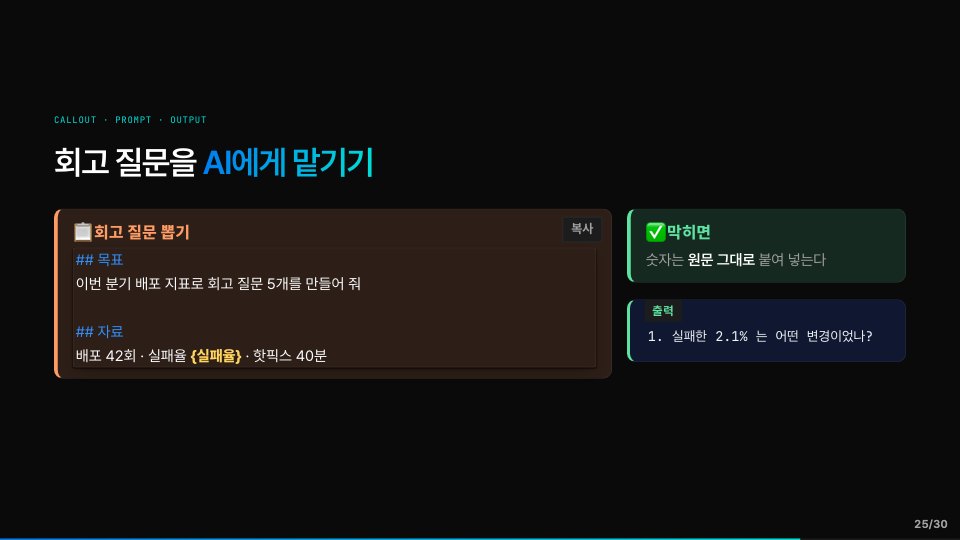 CALLOUT · PROMPT · OUTPUT
회고 질문을 AI에게 맡기기
📋회고 질문 뽑기
복사
## 목표
이번 분기 배포 지표로 회고 질문 5개를 만들어 줘
## 자료
배포 42회 · 실패율 {실패율} · 핫픽스 40분
✅막히면
숫자는 원문 그대로 붙여 넣는다
출력
1. 실패한 2.1% 는 어떤 변경이었나?
25/30